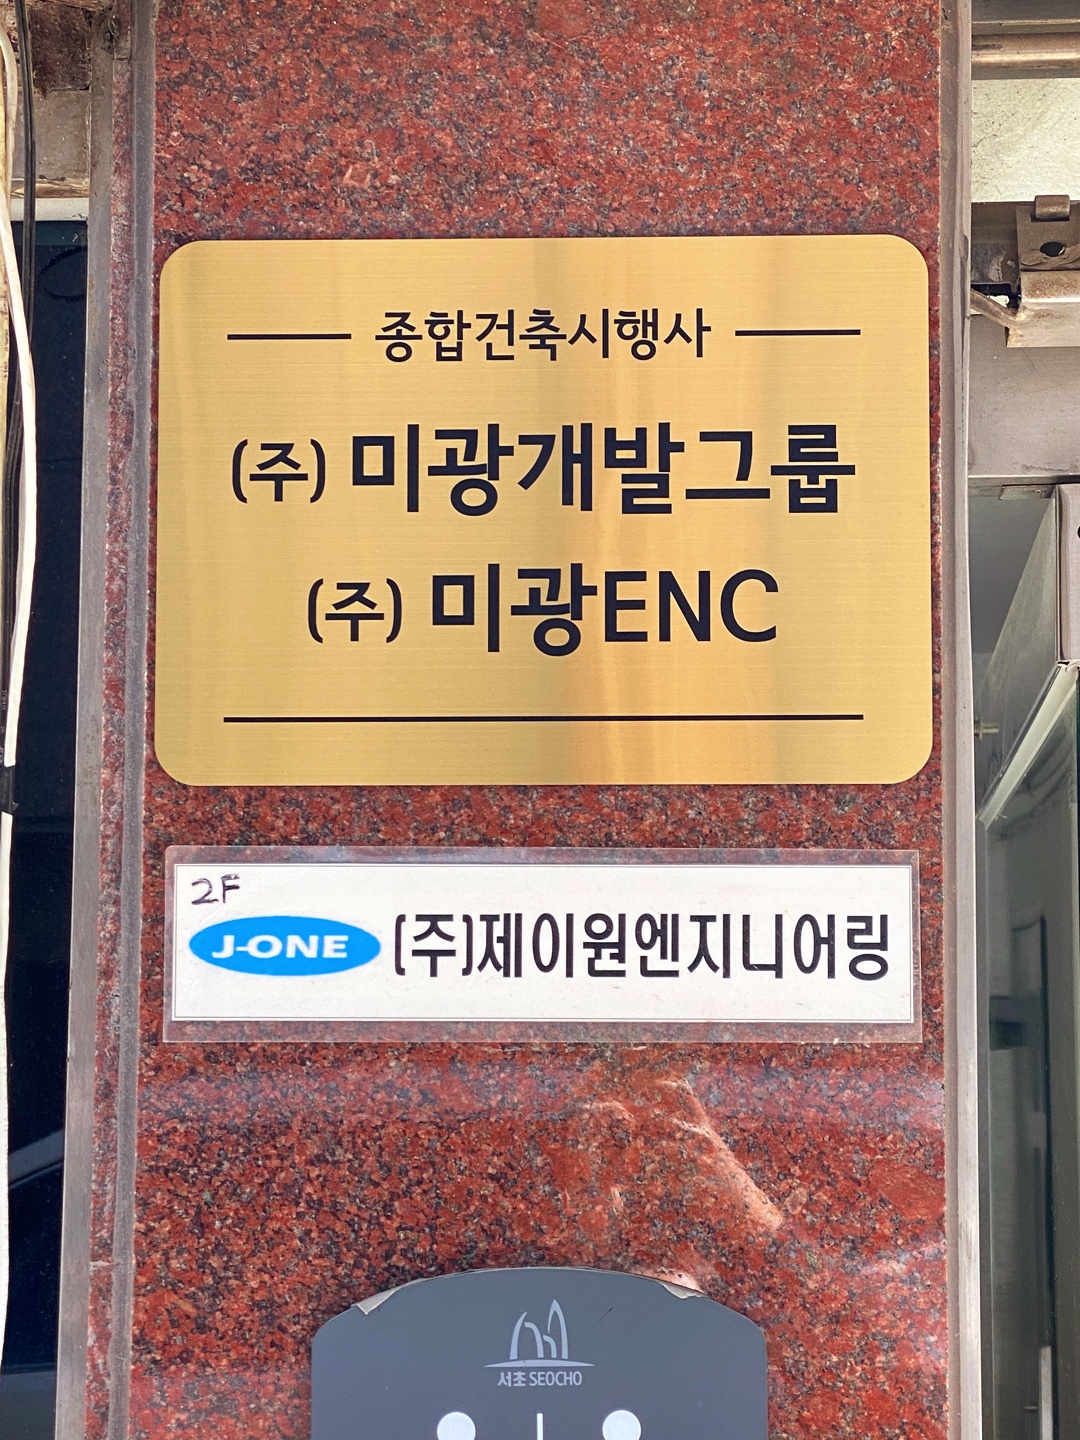 종합건축시행사
(주) 미광개발그룹
(주) 미광ENC
2F
J-ONE (주)제이원엔지니어링
서초 SEOCHO